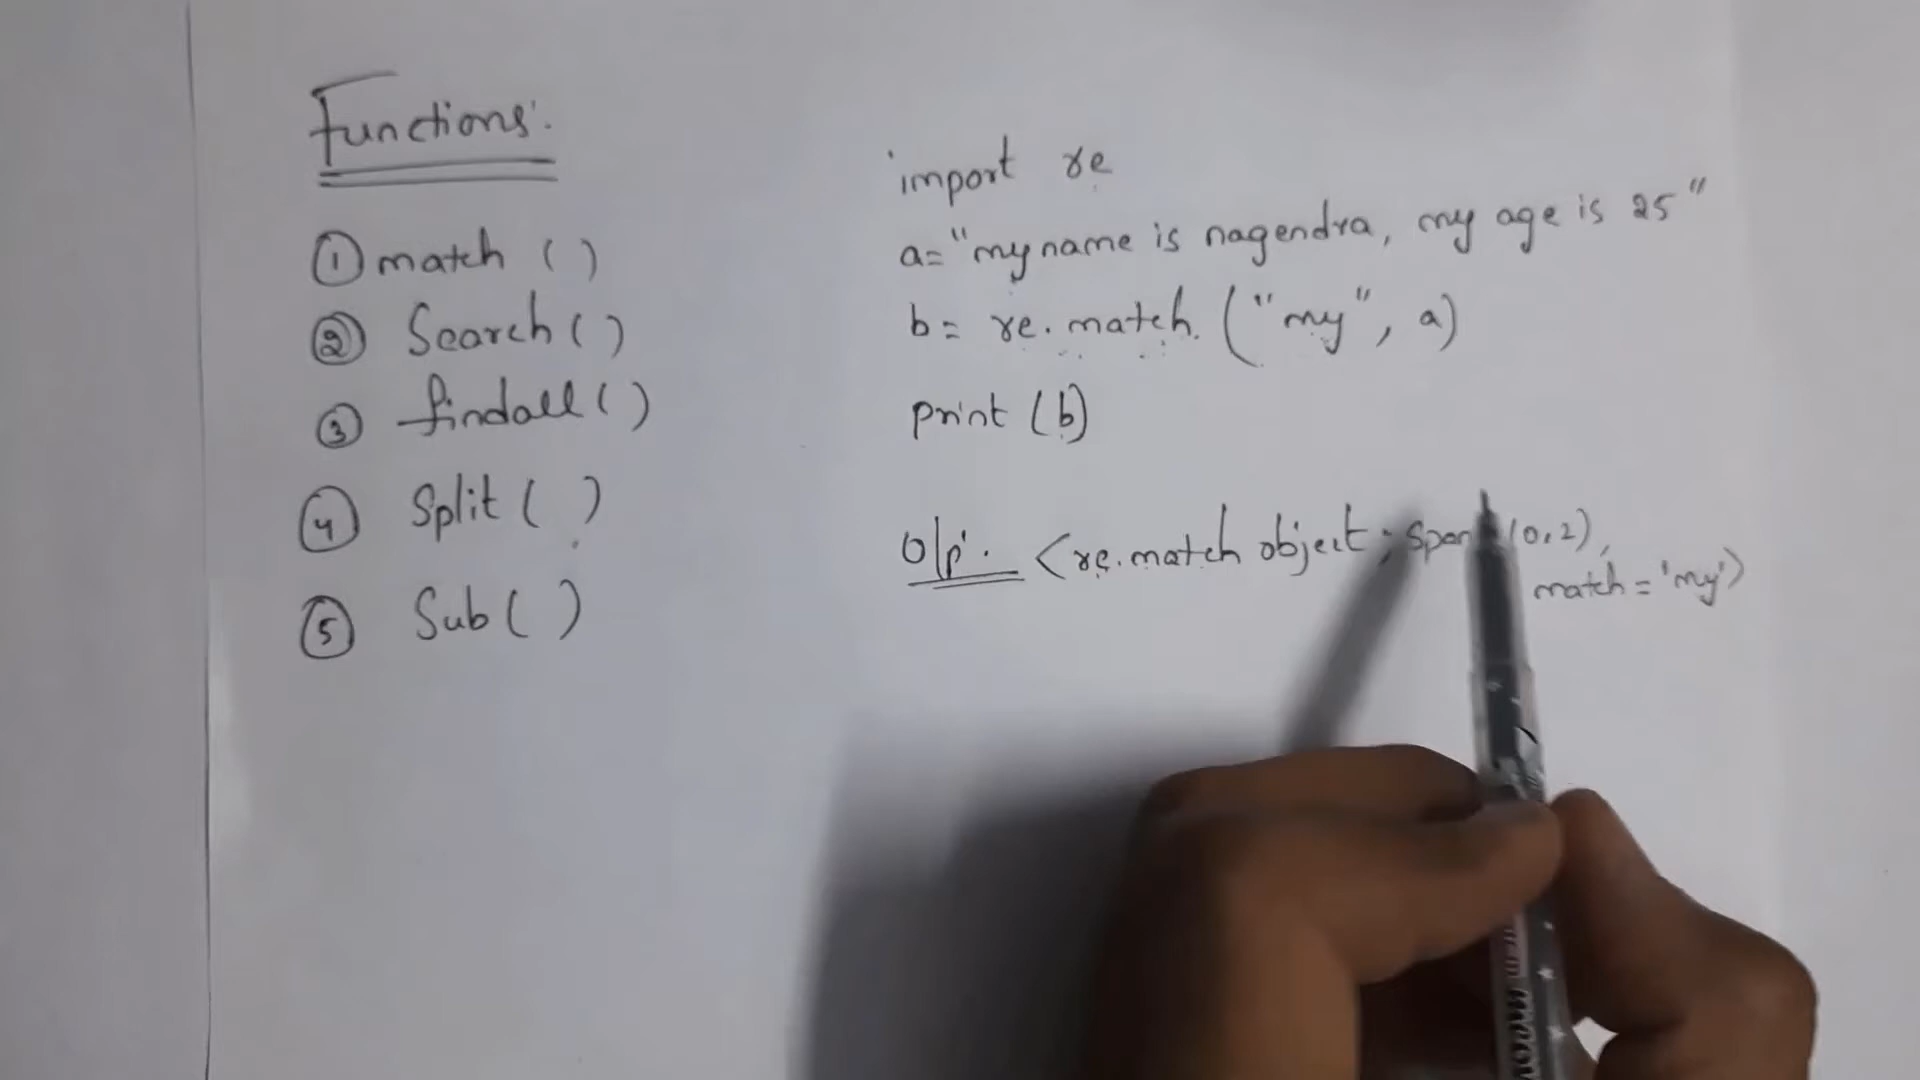 Functions:
① match ( )
② Search ( )
③ findall ( )
④ Split ( )
⑤ Sub ( )
import re
a= "my name is nagendra, my age is 25"
b= re.match ("my", a)
print (b)
O/p: <re.match object; span (0,2),
match = 'my'>